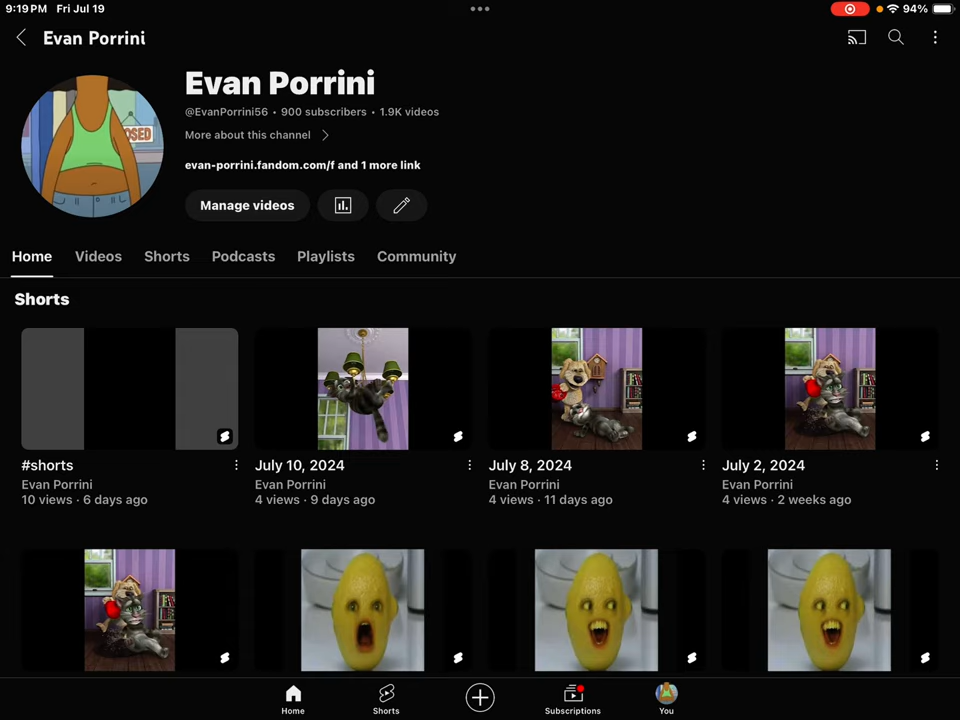 9:19 PM Fri Jul 19
94%
Evan Porrini
Evan Porrini
@EvanPorrini56 • 900 subscribers • 1.9K videos
More about this channel
evan-porrini.fandom.com/f and 1 more link
Manage videos
Home Videos Shorts Podcasts Playlists Community
Shorts
OSED
#shorts
Evan Porrini
10 views · 6 days ago
July 10, 2024
Evan Porrini
4 views · 9 days ago
July 8, 2024
Evan Porrini
4 views · 11 days ago
July 2, 2024
Evan Porrini
4 views · 2 weeks ago
Home
Shorts
Subscriptions
You